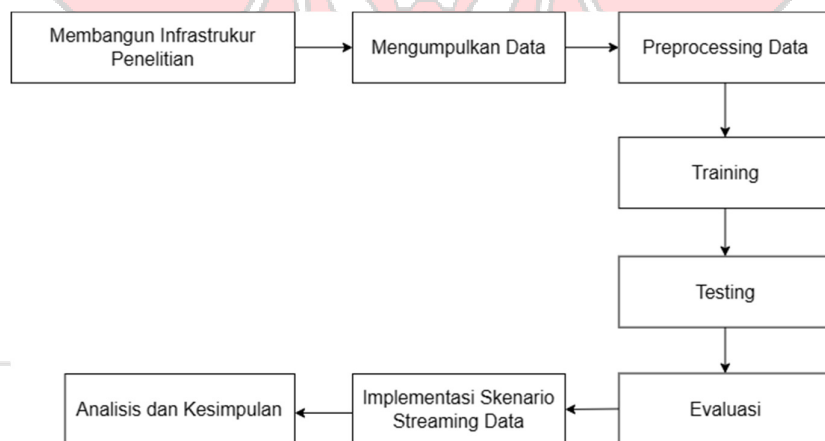 Membangun Infrastrukur
Penelitian
Mengumpulkan Data
Preprocessing Data
Training
Testing
Evaluasi
Implementasi Skenario
Streaming Data
Analisis dan Kesimpulan